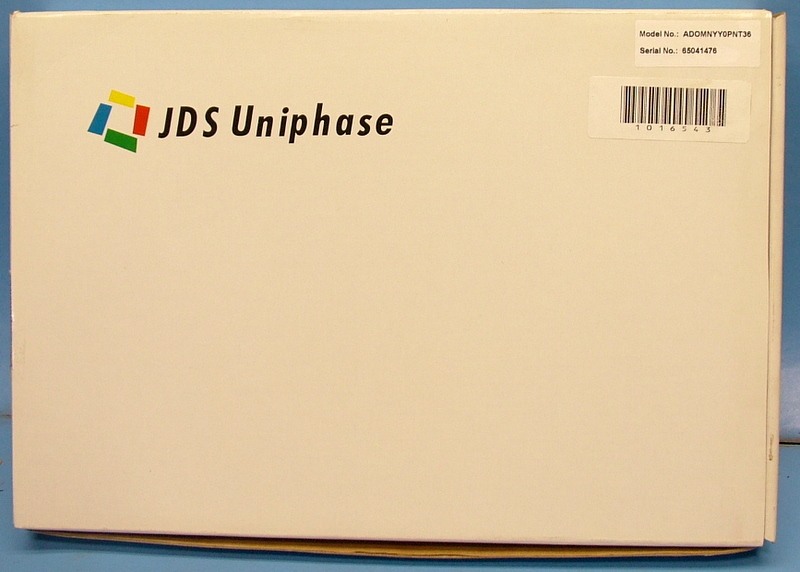 Model No.: ADOMNYY0PNT36
Serial No.: 65041476
JDS Uniphase
1016543